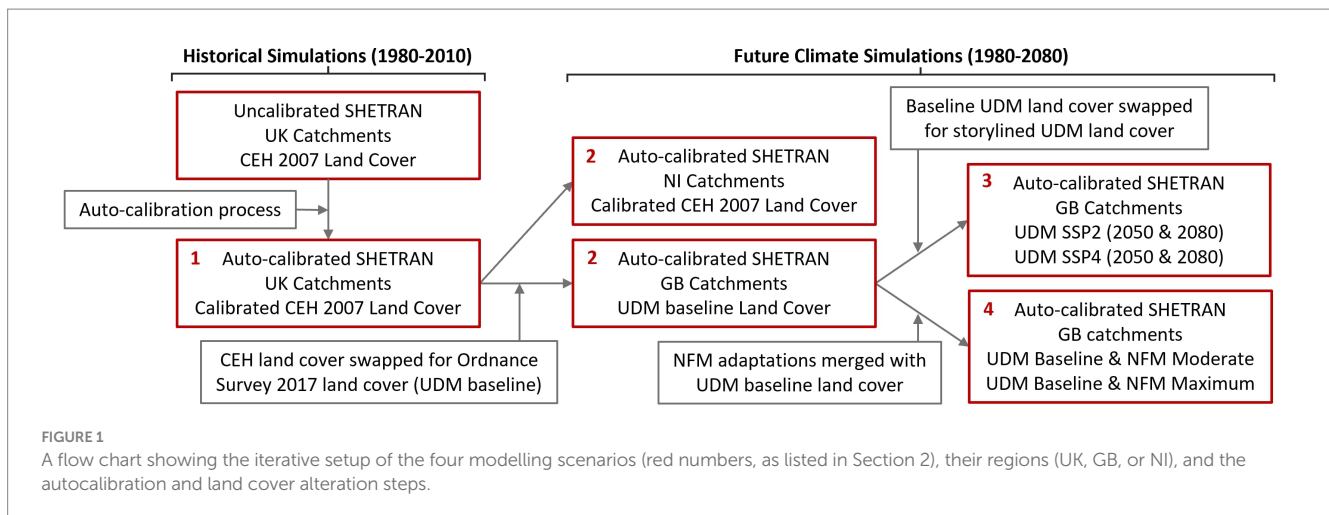 Historical Simulations (1980-2010)
Uncalibrated SHETRAN
UK Catchments
CEH 2007 Land Cover
Auto-calibration process
1 Auto-calibrated SHETRAN
UK Catchments
Calibrated CEH 2007 Land Cover
CEH land cover swapped for Ordnance
Survey 2017 land cover (UDM baseline)
Future Climate Simulations (1980-2080)
2 Auto-calibrated SHETRAN
NI Catchments
Calibrated CEH 2007 Land Cover
2 Auto-calibrated SHETRAN
GB Catchments
UDM baseline Land Cover
Baseline UDM land cover swapped
for storylined UDM land cover
NFM adaptations merged with
UDM baseline land cover
3 Auto-calibrated SHETRAN
GB Catchments
UDM SSP2 (2050 & 2080)
UDM SSP4 (2050 & 2080)
4 Auto-calibrated SHETRAN
GB catchments
UDM Baseline & NFM Moderate
UDM Baseline & NFM Maximum
FIGURE 1
A flow chart showing the iterative setup of the four modelling scenarios (red numbers, as listed in Section 2), their regions (UK, GB, or NI), and the
autocalibration and land cover alteration steps.